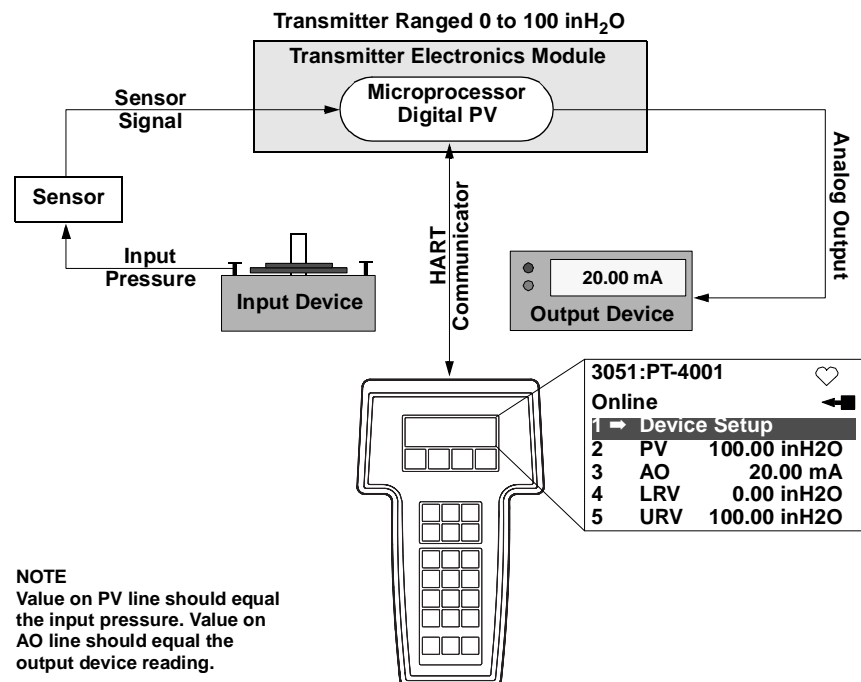 Transmitter Ranged 0 to 100 inH2O
Transmitter Electronics Module
Microprocessor
Digital PV
Sensor
Signal
Sensor
Input
Pressure
Input Device
HART
Communicator
Analog Output
20.00 mA
Output Device
3051:PT-4001
Online
1 ➡ Device Setup
2 PV 100.00 inH2O
3 AO 20.00 mA
4 LRV 0.00 inH2O
5 URV 100.00 inH2O
NOTE
Value on PV line should equal
the input pressure. Value on
AO line should equal the
output device reading.